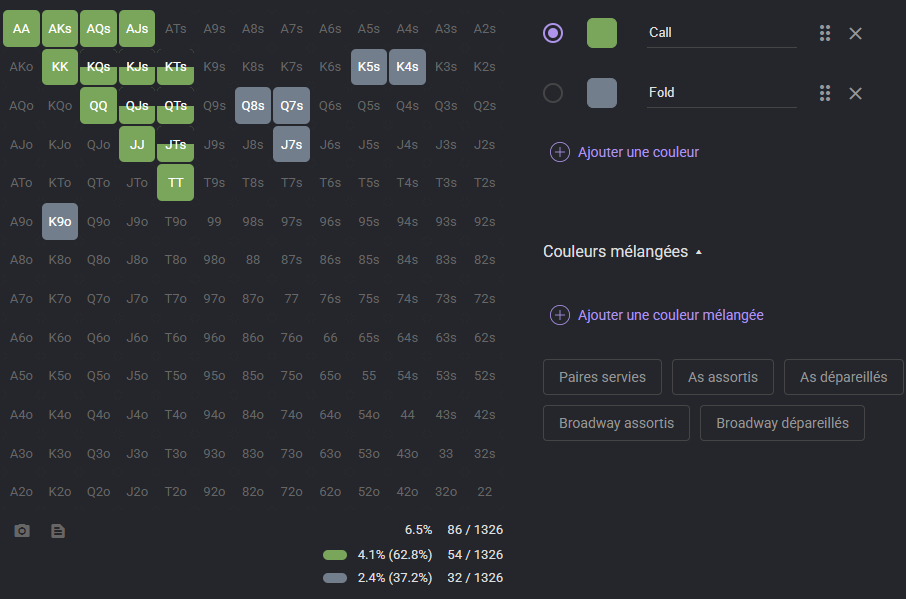 AA AKs AQs AJs ATs A9s A8s A7s A6s A5s A4s A3s A2s
AKo KK KQs KJs KTs K9s K8s K7s K6s K5s K4s K3s K2s
AQo KQo QQ QJs QTs Q9s Q8s Q7s Q6s Q5s Q4s Q3s Q2s
AJo KJo QJo JJ JTs J9s J8s J7s J6s J5s J4s J3s J2s
ATo KTo QTo JTo TT T9s T8s T7s T6s T5s T4s T3s T2s
A9o K9o Q9o J9o T9o 99 98s 97s 96s 95s 94s 93s 92s
A8o K8o Q8o J8o T8o 98o 88 87s 86s 85s 84s 83s 82s
A7o K7o Q7o J7o T7o 97o 87o 77 76s 75s 74s 73s 72s
A6o K6o Q6o J6o T6o 96o 86o 76o 66 65s 64s 63s 62s
A5o K5o Q5o J5o T5o 95o 85o 75o 65o 55 54s 53s 52s
A4o K4o Q4o J4o T4o 94o 84o 74o 64o 54o 44 43s 42s
A3o K3o Q3o J3o T3o 93o 83o 73o 63o 53o 43o 33 32s
A2o K2o Q2o J2o T2o 92o 82o 72o 62o 52o 42o 32o 22
6.5% 86 / 1326
4.1% (62.8%) 54 / 1326
2.4% (37.2%) 32 / 1326
Call
Fold
Ajouter une couleur
Couleurs mélangées
Ajouter une couleur mélangée
Paires servies As assortis As dépareillés
Broadway assortis Broadway dépareillés